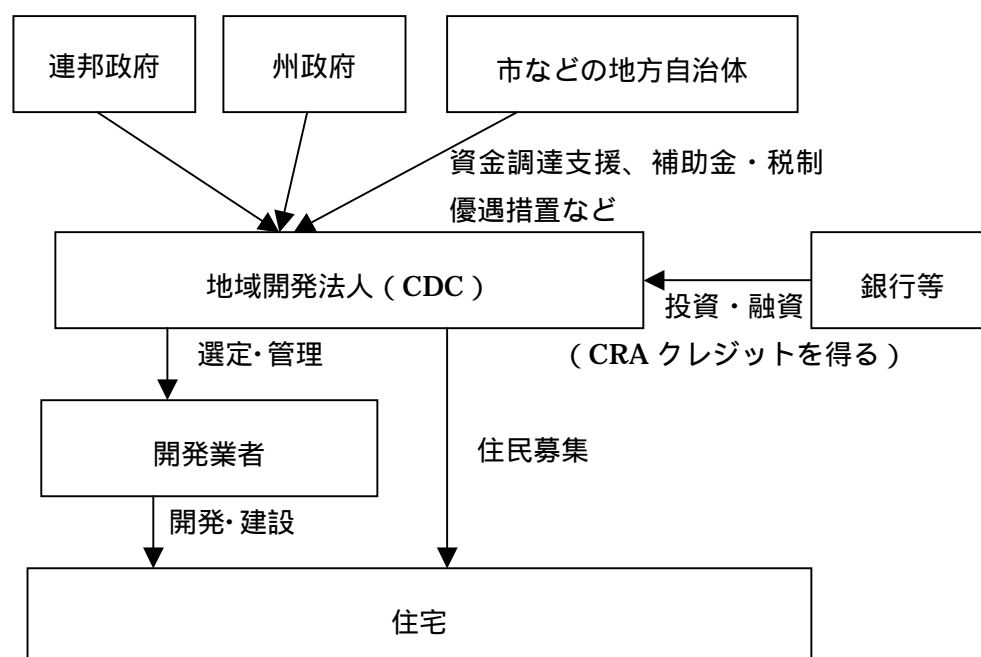 連邦政府
州政府
市などの地方自治体
資金調達支援、補助金・税制
優遇措置など
地域開発法人（CDC）
銀行等
投資・融資
（CRA クレジットを得る）
選定・管理
開発業者
住民募集
開発・建設
住宅